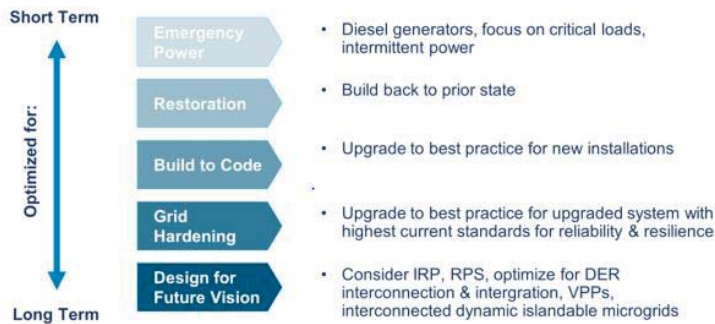 Short Term
Optimized for:
Long Term
Emergency
Power
• Diesel generators, focus on critical loads,
intermittent power
Restoration
• Build back to prior state
Build to Code
• Upgrade to best practice for new installations
Grid
Hardening
• Upgrade to best practice for upgraded system with
highest current standards for reliability & resilience
Design for
Future Vision
• Consider IRP, RPS, optimize for DER
interconnection & intergration, VPPs,
interconnected dynamic islandable microgrids